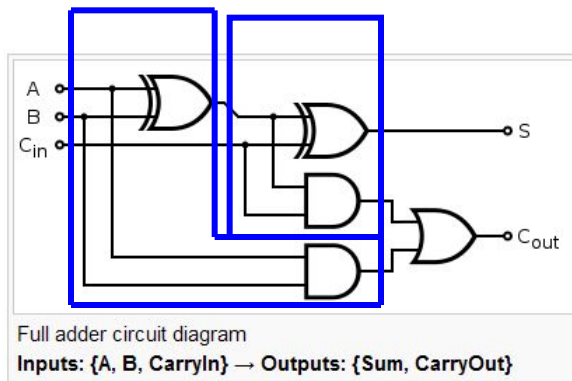 A
B
Cin
S
Cout
Full adder circuit diagram
Inputs: {A, B, CarryIn} → Outputs: {Sum, CarryOut}